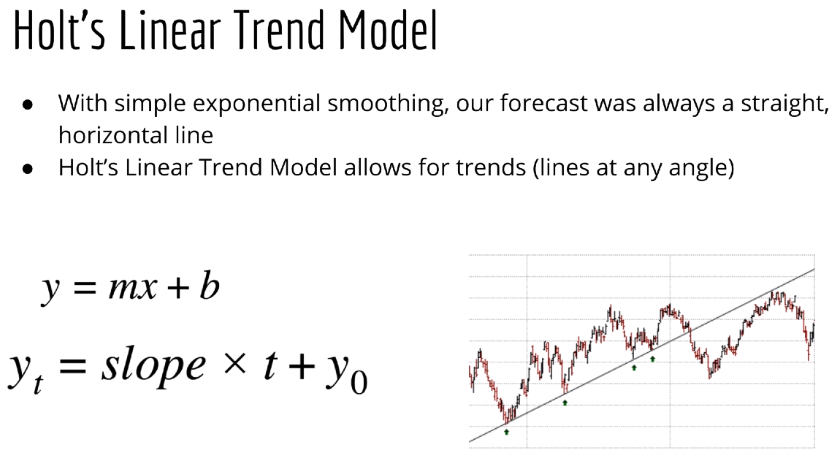 Holt's Linear Trend Model
● With simple exponential smoothing, our forecast was always a straight,
horizontal line
● Holt's Linear Trend Model allows for trends (lines at any angle)
y = mx + b
yₜ = slope × t + y₀